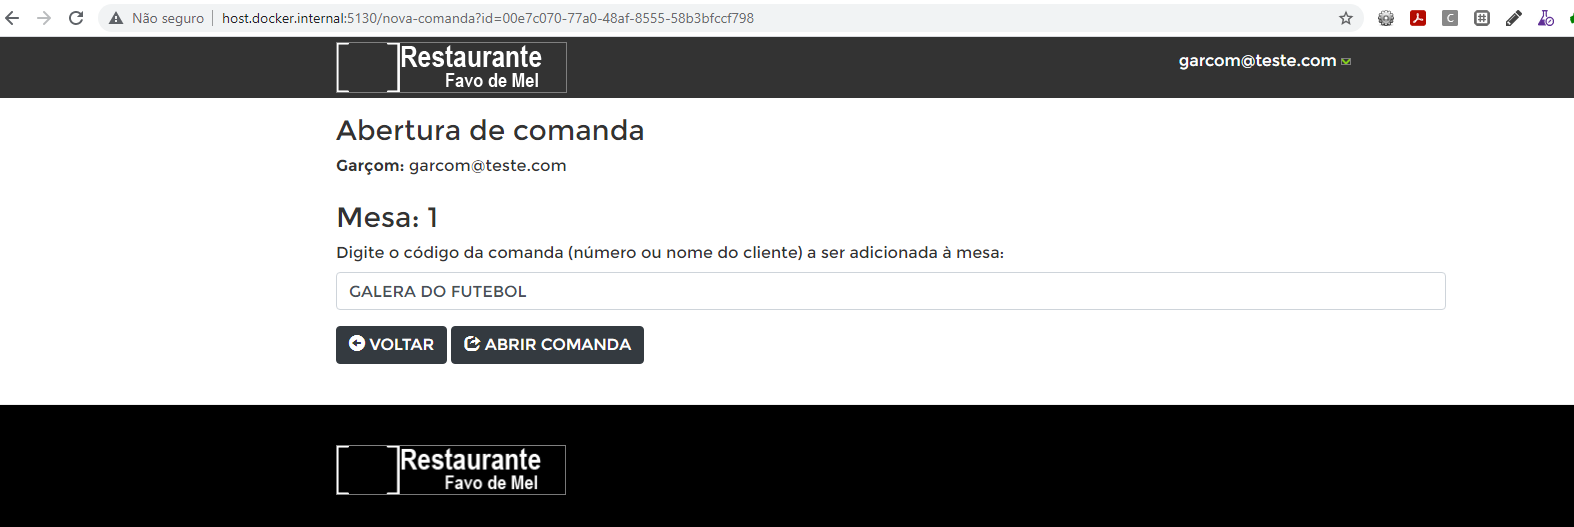 Não seguro | host.docker.internal:5130/nova-comanda?id=00e7c070-77a0-48af-8555-58b3bfccf798
Restaurante
Favo de Mel
garcom@teste.com
Abertura de comanda
Garçom: garcom@teste.com
Mesa: 1
Digite o código da comanda (número ou nome do cliente) a ser adicionada à mesa:
GALERA DO FUTEBOL
VOLTAR ABRIR COMANDA
Restaurante
Favo de Mel